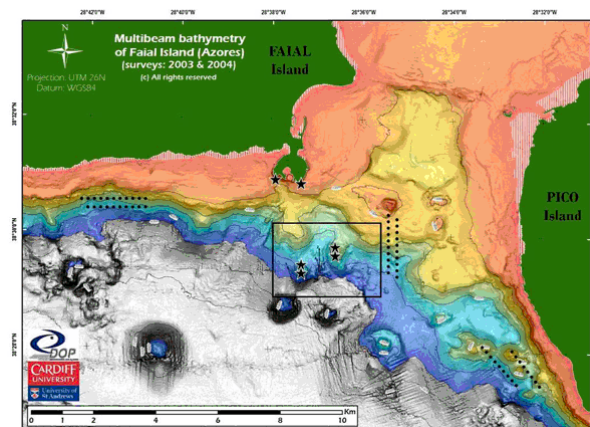 28°42'0"W
28°40'0"W
28°38'0"W
28°36'0"W
28°34'0"W
28°32'0"W
Multibeam bathymetry
of Faial Island (Azores)
(surveys: 2003 & 2004)
(c) All rights reserved
N
Projection: UTM 26N
Datum: WGS84
FAIAL
Island
PICO
Island
DOP
CARDIFF
UNIVERSITY
University of
St Andrews
Km
0 1 2 4 6 8 10